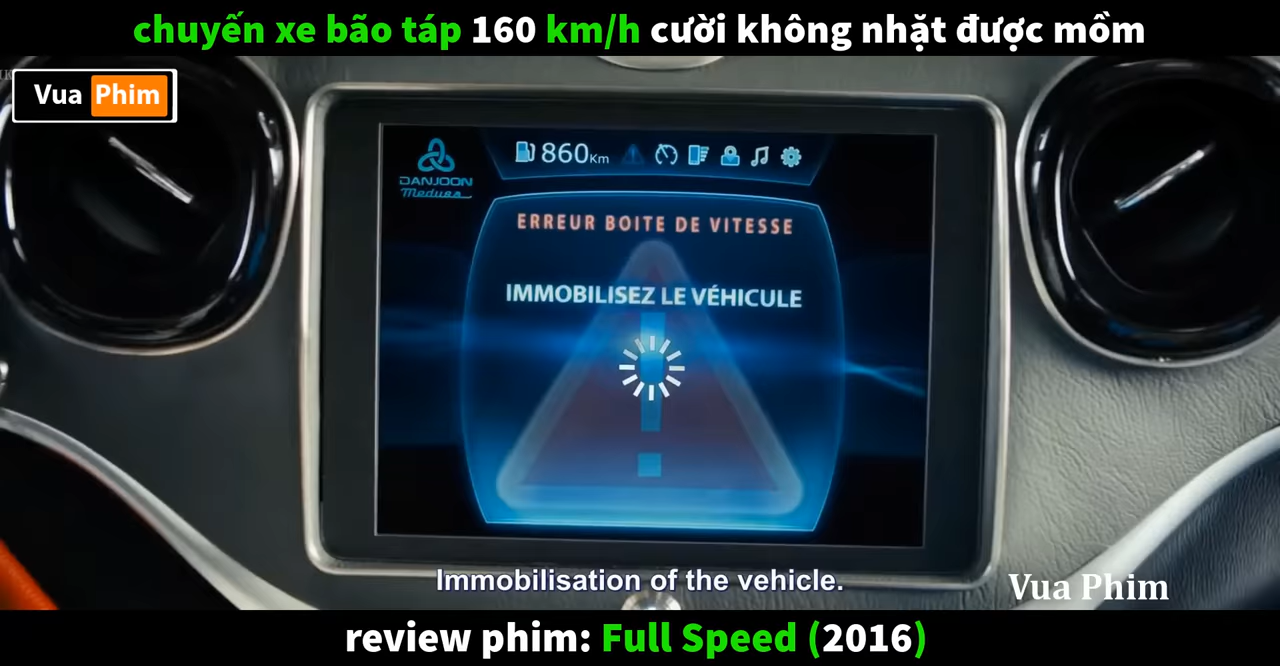 chuyến xe bão táp 160 km/h cười không nhặt được mồm
Vua Phim
860Km
DANJOON
Medusa
ERREUR BOITE DE VITESSE
IMMOBILISEZ LE VÉHICULE
Immobilisation of the vehicle.
Vua Phim
review phim: Full Speed (2016)